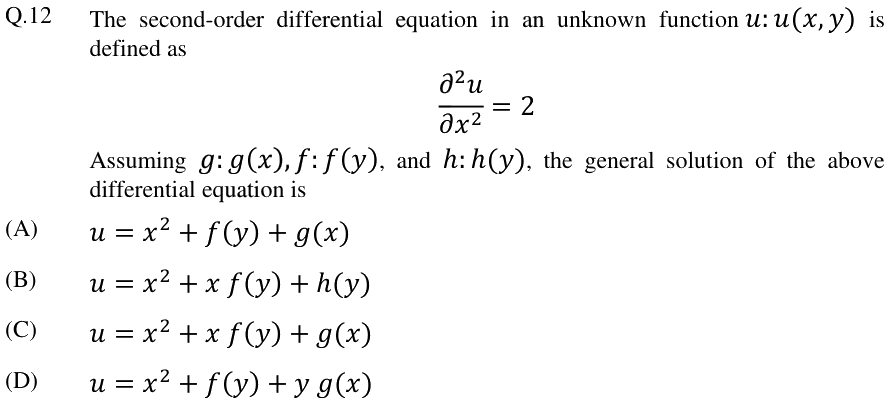 Q.12 The second-order differential equation in an unknown function u: u(x, y) is
defined as
∂²u/∂x² = 2
Assuming g: g(x), f: f(y), and h: h(y), the general solution of the above
differential equation is
(A) u = x² + f(y) + g(x)
(B) u = x² + x f(y) + h(y)
(C) u = x² + x f(y) + g(x)
(D) u = x² + f(y) + y g(x)